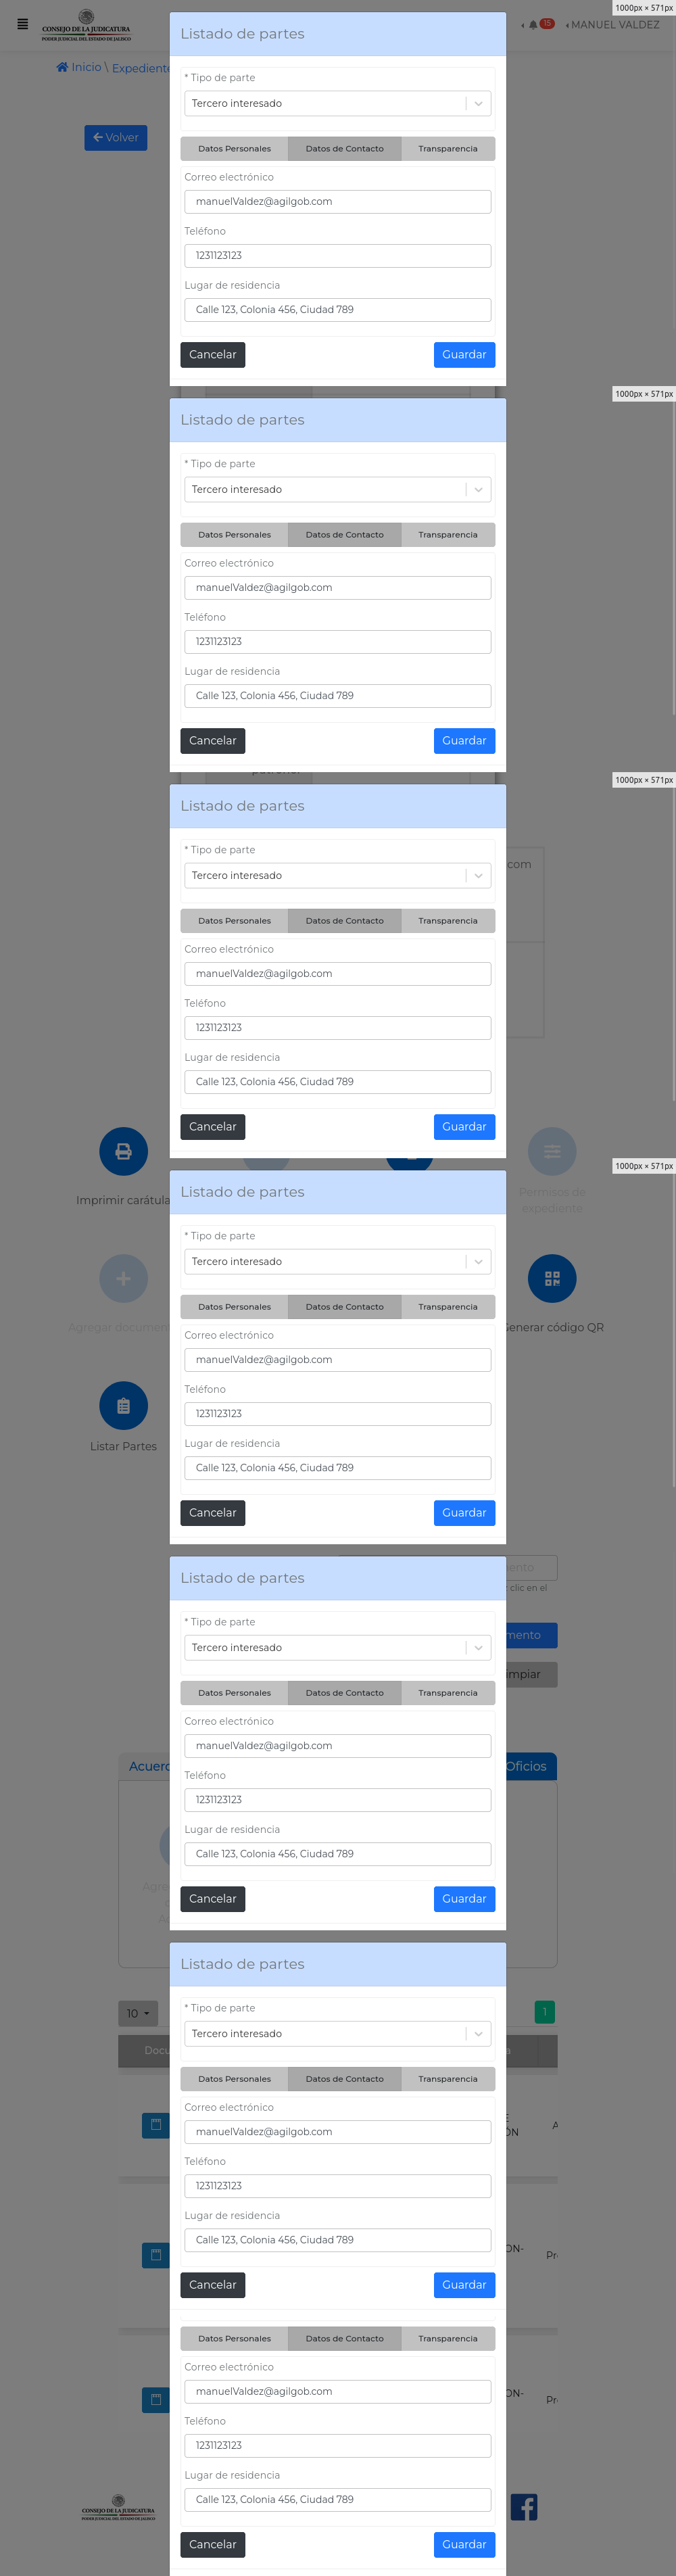 1000px × 571px
CONSEJO DE LA JUDICATURA
PODER JUDICIAL DEL ESTADO DE JALISCO
Listado de partes
15
MANUEL VALDEZ
Inicio \ Expediente
* Tipo de parte
Tercero interesado
Volver
Datos Personales Datos de Contacto Transparencia
Correo electrónico
manuelValdez@agilgob.com
Teléfono
1231123123
Lugar de residencia
Calle 123, Colonia 456, Ciudad 789
Cancelar Guardar
1000px × 571px
Listado de partes
* Tipo de parte
Tercero interesado
Datos Personales Datos de Contacto Transparencia
Correo electrónico
manuelValdez@agilgob.com
Teléfono
1231123123
Lugar de residencia
Calle 123, Colonia 456, Ciudad 789
Cancelar Guardar
1000px × 571px
Listado de partes
* Tipo de parte
com
Tercero interesado
Datos Personales Datos de Contacto Transparencia
Correo electrónico
manuelValdez@agilgob.com
Teléfono
1231123123
Lugar de residencia
Calle 123, Colonia 456, Ciudad 789
Cancelar Guardar
1000px × 571px
Listado de partes
Imprimir carátula
Permisos de
expediente
* Tipo de parte
Tercero interesado
Datos Personales Datos de Contacto Transparencia
Agregar documen
Generar código QR
Correo electrónico
manuelValdez@agilgob.com
Teléfono
1231123123
Lugar de residencia
Listar Partes
Calle 123, Colonia 456, Ciudad 789
Cancelar Guardar
ento
Listado de partes
clic en el
* Tipo de parte
mento
Tercero interesado
impiar
Datos Personales Datos de Contacto Transparencia
Correo electrónico
manuelValdez@agilgob.com
Acuerd
Oficios
Teléfono
1231123123
Lugar de residencia
Calle 123, Colonia 456, Ciudad 789
Agre
Cancelar Guardar
Listado de partes
* Tipo de parte
10
1
Tercero interesado
Docu
a
Datos Personales Datos de Contacto Transparencia
Correo electrónico
E
manuelValdez@agilgob.com
ÓN
A
Teléfono
1231123123
Lugar de residencia
Calle 123, Colonia 456, Ciudad 789
ON-
Pr
Cancelar Guardar
Datos Personales Datos de Contacto Transparencia
Correo electrónico
manuelValdez@agilgob.com
ON-
Pr
Teléfono
1231123123
Lugar de residencia
Calle 123, Colonia 456, Ciudad 789
CONSEJO DE LA JUDICATURA
PODER JUDICIAL DEL ESTADO DE JALISCO
Cancelar Guardar